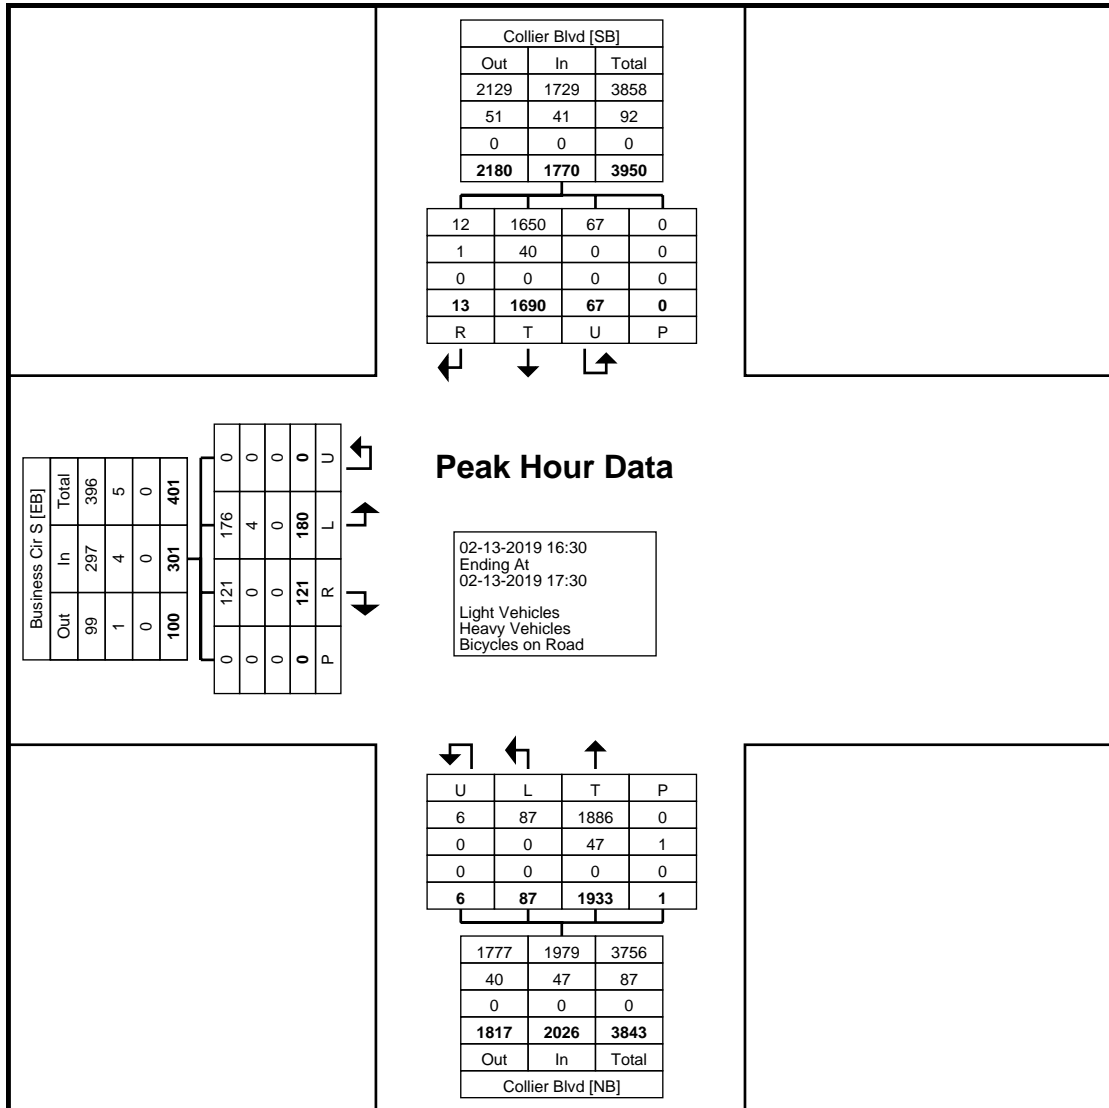 Collier Blvd [SB]
Out In Total
2129 1729 3858
51 41 92
0 0 0
2180 1770 3950
12 1650 67 0
1 40 0 0
0 0 0 0
13 1690 67 0
R T U P
Business Cir S [EB]
Out In Total
99 297 396
1 4 5
0 0 0
100 301 401
0 121 176 0
0 0 4 0
0 0 0 0
0 121 180 0
P R L U
Peak Hour Data
02-13-2019 16:30
Ending At
02-13-2019 17:30
Light Vehicles
Heavy Vehicles
Bicycles on Road
U L T P
6 87 1886 0
0 0 47 1
0 0 0 0
6 87 1933 1
1777 1979 3756
40 47 87
0 0 0
1817 2026 3843
Out In Total
Collier Blvd [NB]